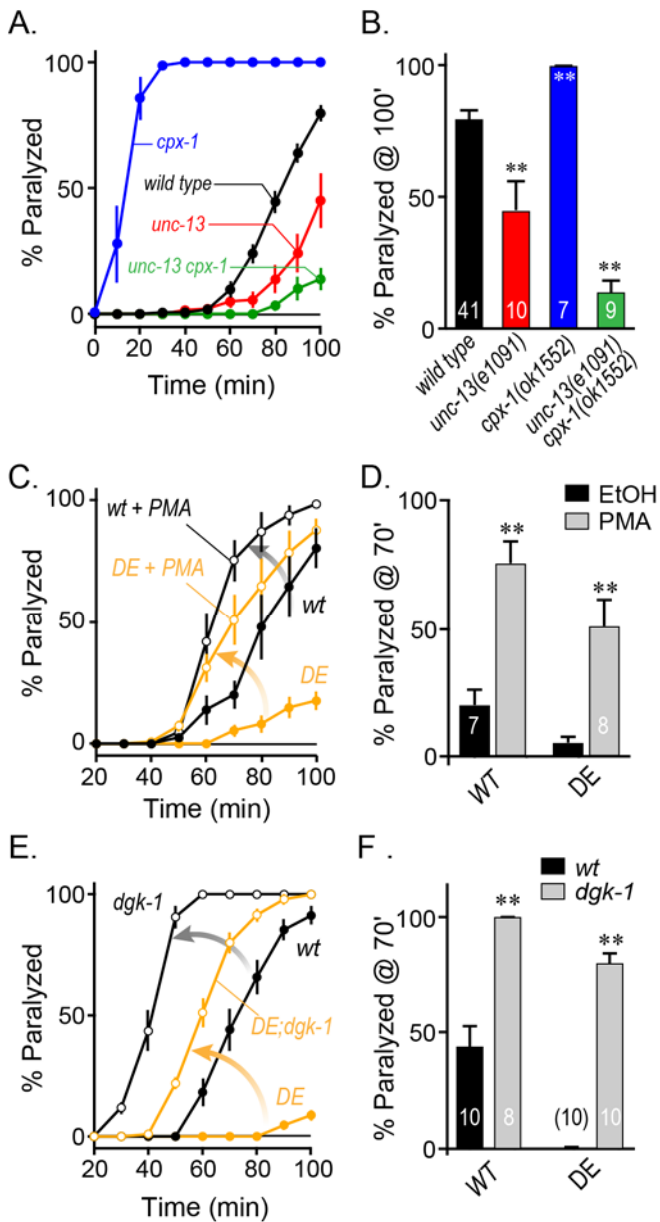 A.
% Paralyzed
100
50
0
cpx-1
wild type
unc-13
unc-13 cpx-1
0 20 40 60 80 100
Time (min)
B.
% Paralyzed @ 100'
100
50
0
**
**
**
41
10
7
9
wild type
unc-13(e1091)
cpx-1(ok1552)
unc-13(e1091)
cpx-1(ok1552)
C.
% Paralyzed
100
50
0
wt + PMA
DE + PMA
wt
DE
20 40 60 80 100
Time (min)
D.
EtOH
PMA
% Paralyzed @ 70'
100
50
0
**
**
7
8
WT
DE
E.
% Paralyzed
100
50
0
dgk-1
wt
DE;dgk-1
DE
20 40 60 80 100
Time (min)
F.
wt
dgk-1
% Paralyzed @ 70'
100
50
0
**
**
10
8
(10)
10
WT
DE